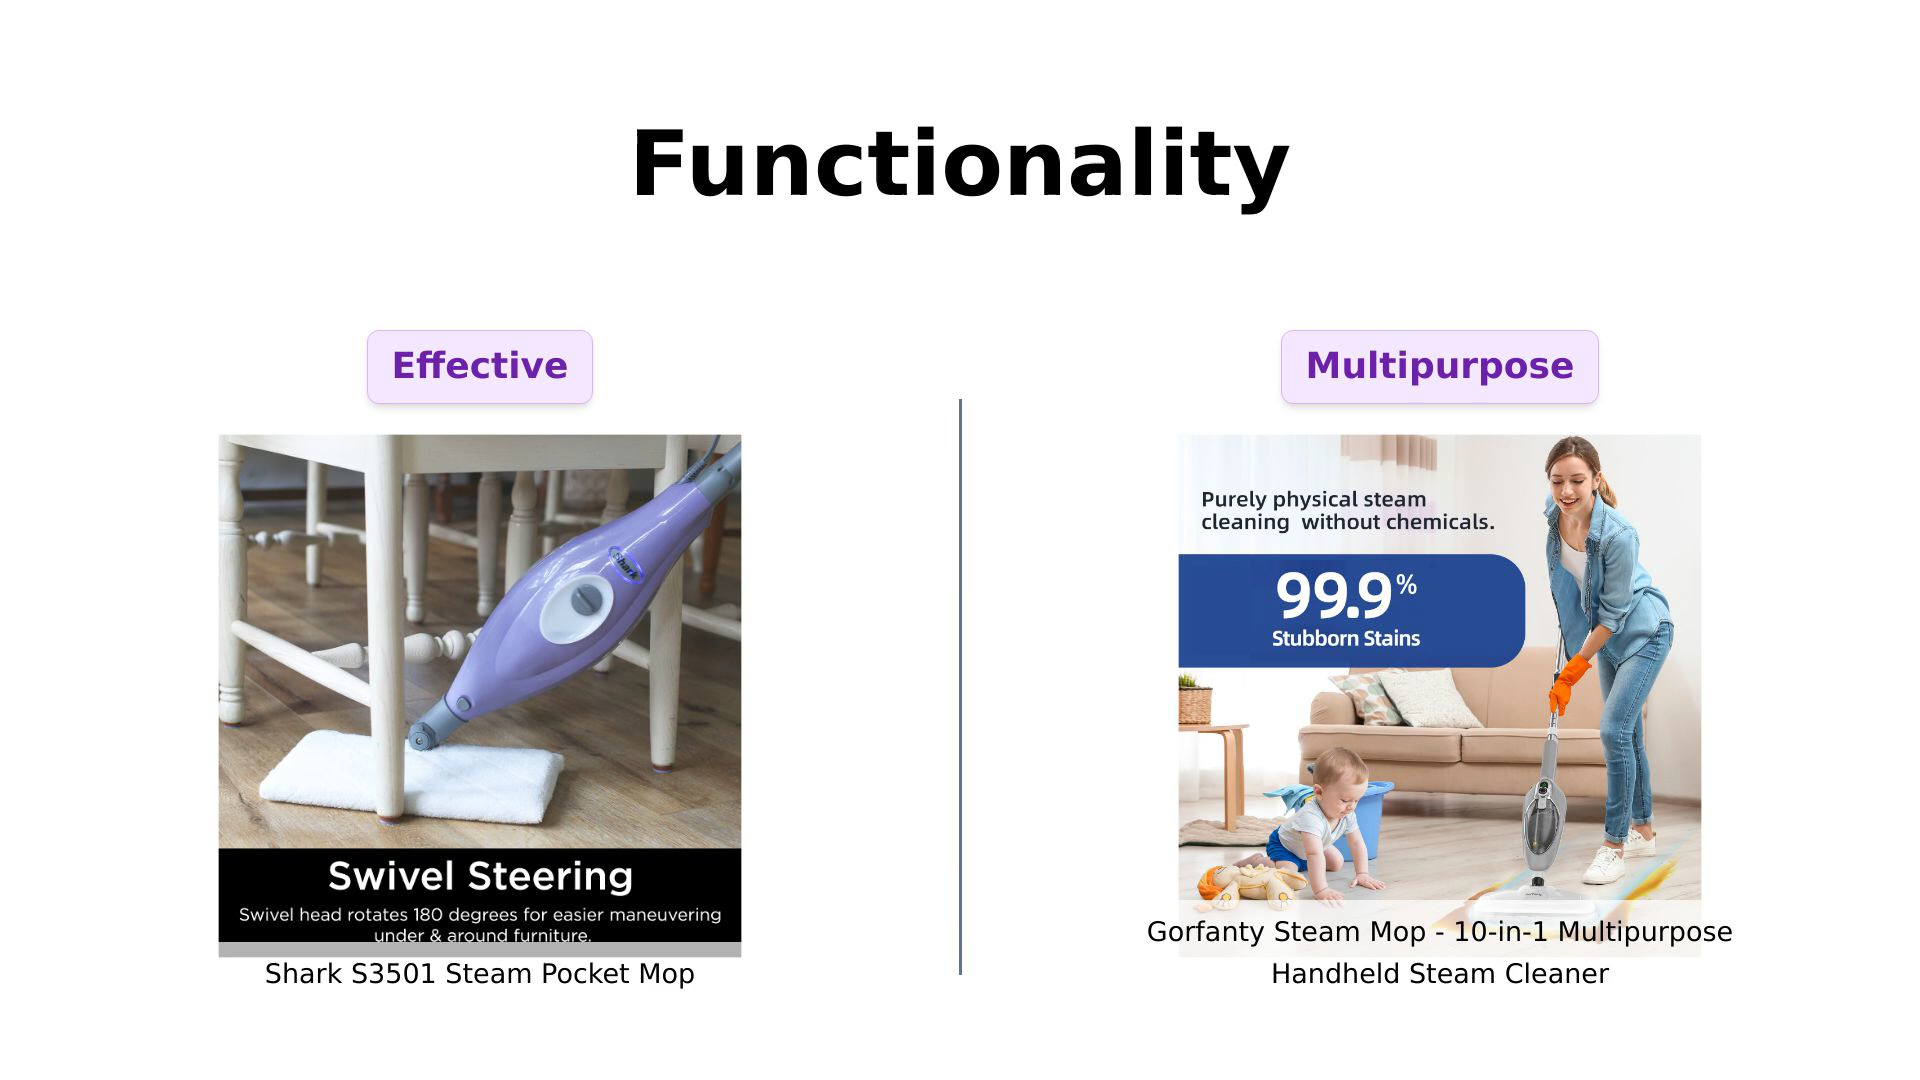 Functionality
Effective
Shark
Swivel Steering
Swivel head rotates 180 degrees for easier maneuvering
under & around furniture.
Shark S3501 Steam Pocket Mop
Multipurpose
Purely physical steam
cleaning without chemicals.
99.9%
Stubborn Stains
Gorfanty Steam Mop - 10-in-1 Multipurpose
Handheld Steam Cleaner